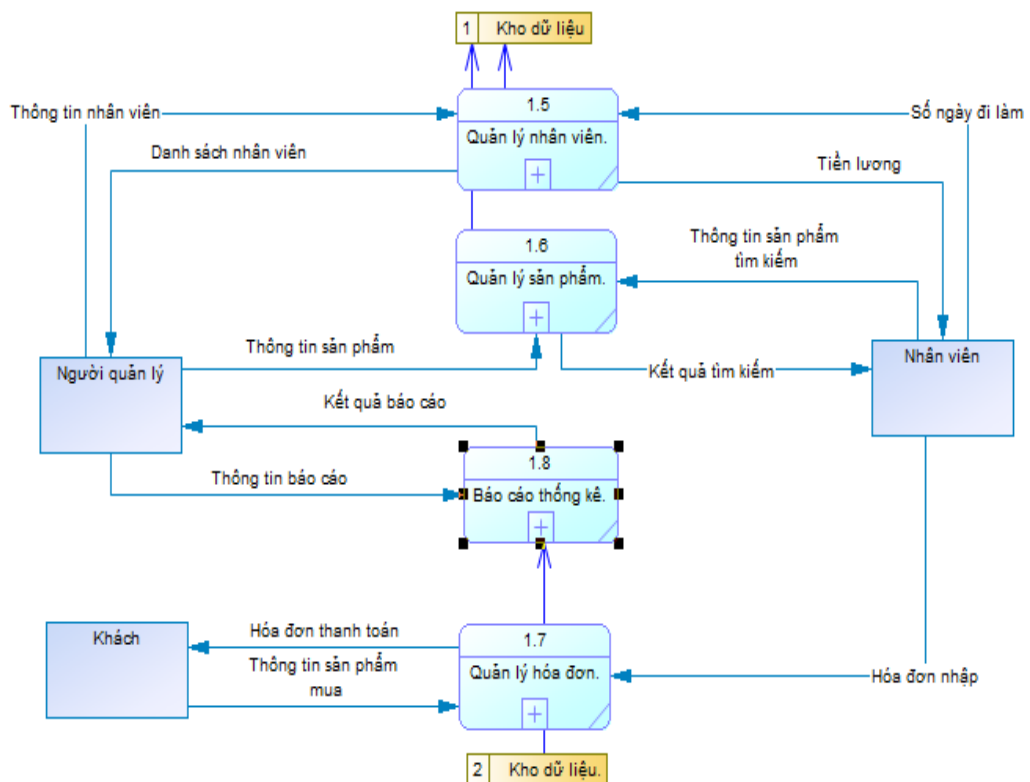 1 Kho dữ liệu
1.5
Thông tin nhân viên
Số ngày đi làm
Quản lý nhân viên.
Danh sách nhân viên
Tiền lương
1.6
Thông tin sản phẩm
tìm kiếm
Quản lý sản phẩm.
Thông tin sản phẩm
Nhân viên
Người quản lý
Kết quả tìm kiếm
Kết quả báo cáo
1.8
Thông tin báo cáo
Báo cáo thống kê.
Khách
Hóa đơn thanh toán
1.7
Thông tin sản phẩm
mua
Quản lý hóa đơn.
Hóa đơn nhập
2 Kho dữ liệu.